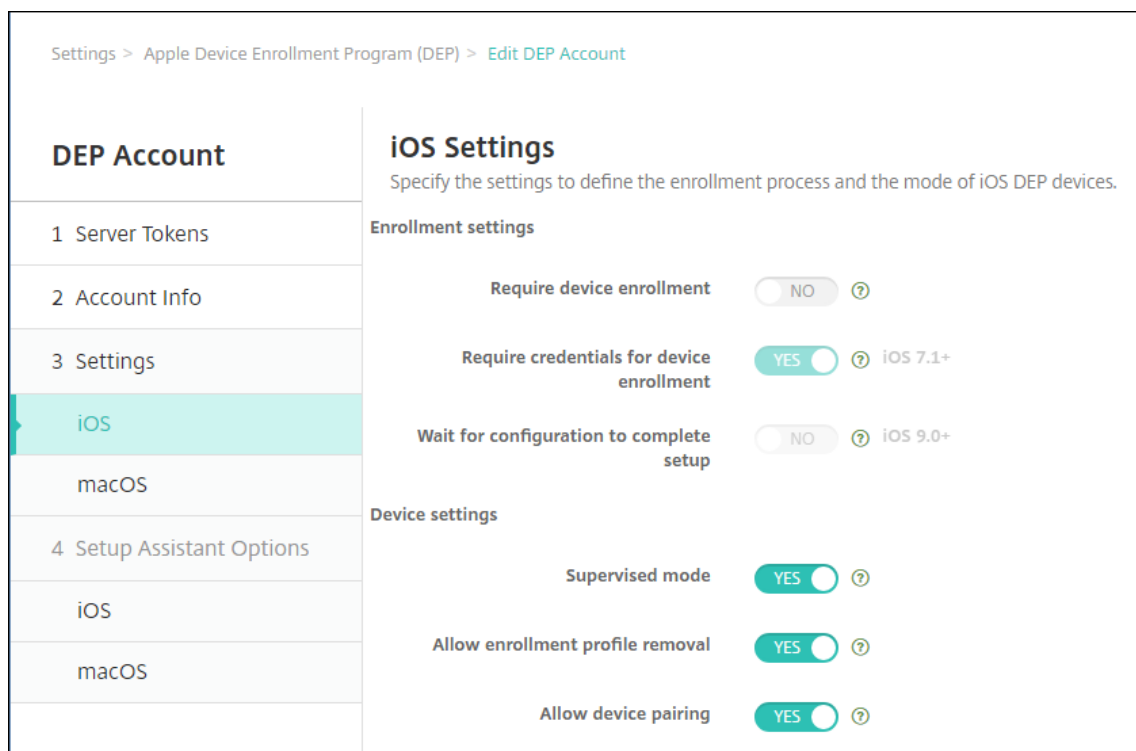 Settings > Apple Device Enrollment Program (DEP) > Edit DEP Account
DEP Account
1 Server Tokens
2 Account Info
3 Settings
iOS
macOS
4 Setup Assistant Options
iOS
macOS
iOS Settings
Specify the settings to define the enrollment process and the mode of iOS DEP devices.
Enrollment settings
Require device enrollment NO ?
Require credentials for device
enrollment YES ? iOS 7.1+
Wait for configuration to complete
setup NO ? iOS 9.0+
Device settings
Supervised mode YES ?
Allow enrollment profile removal YES ?
Allow device pairing YES ?